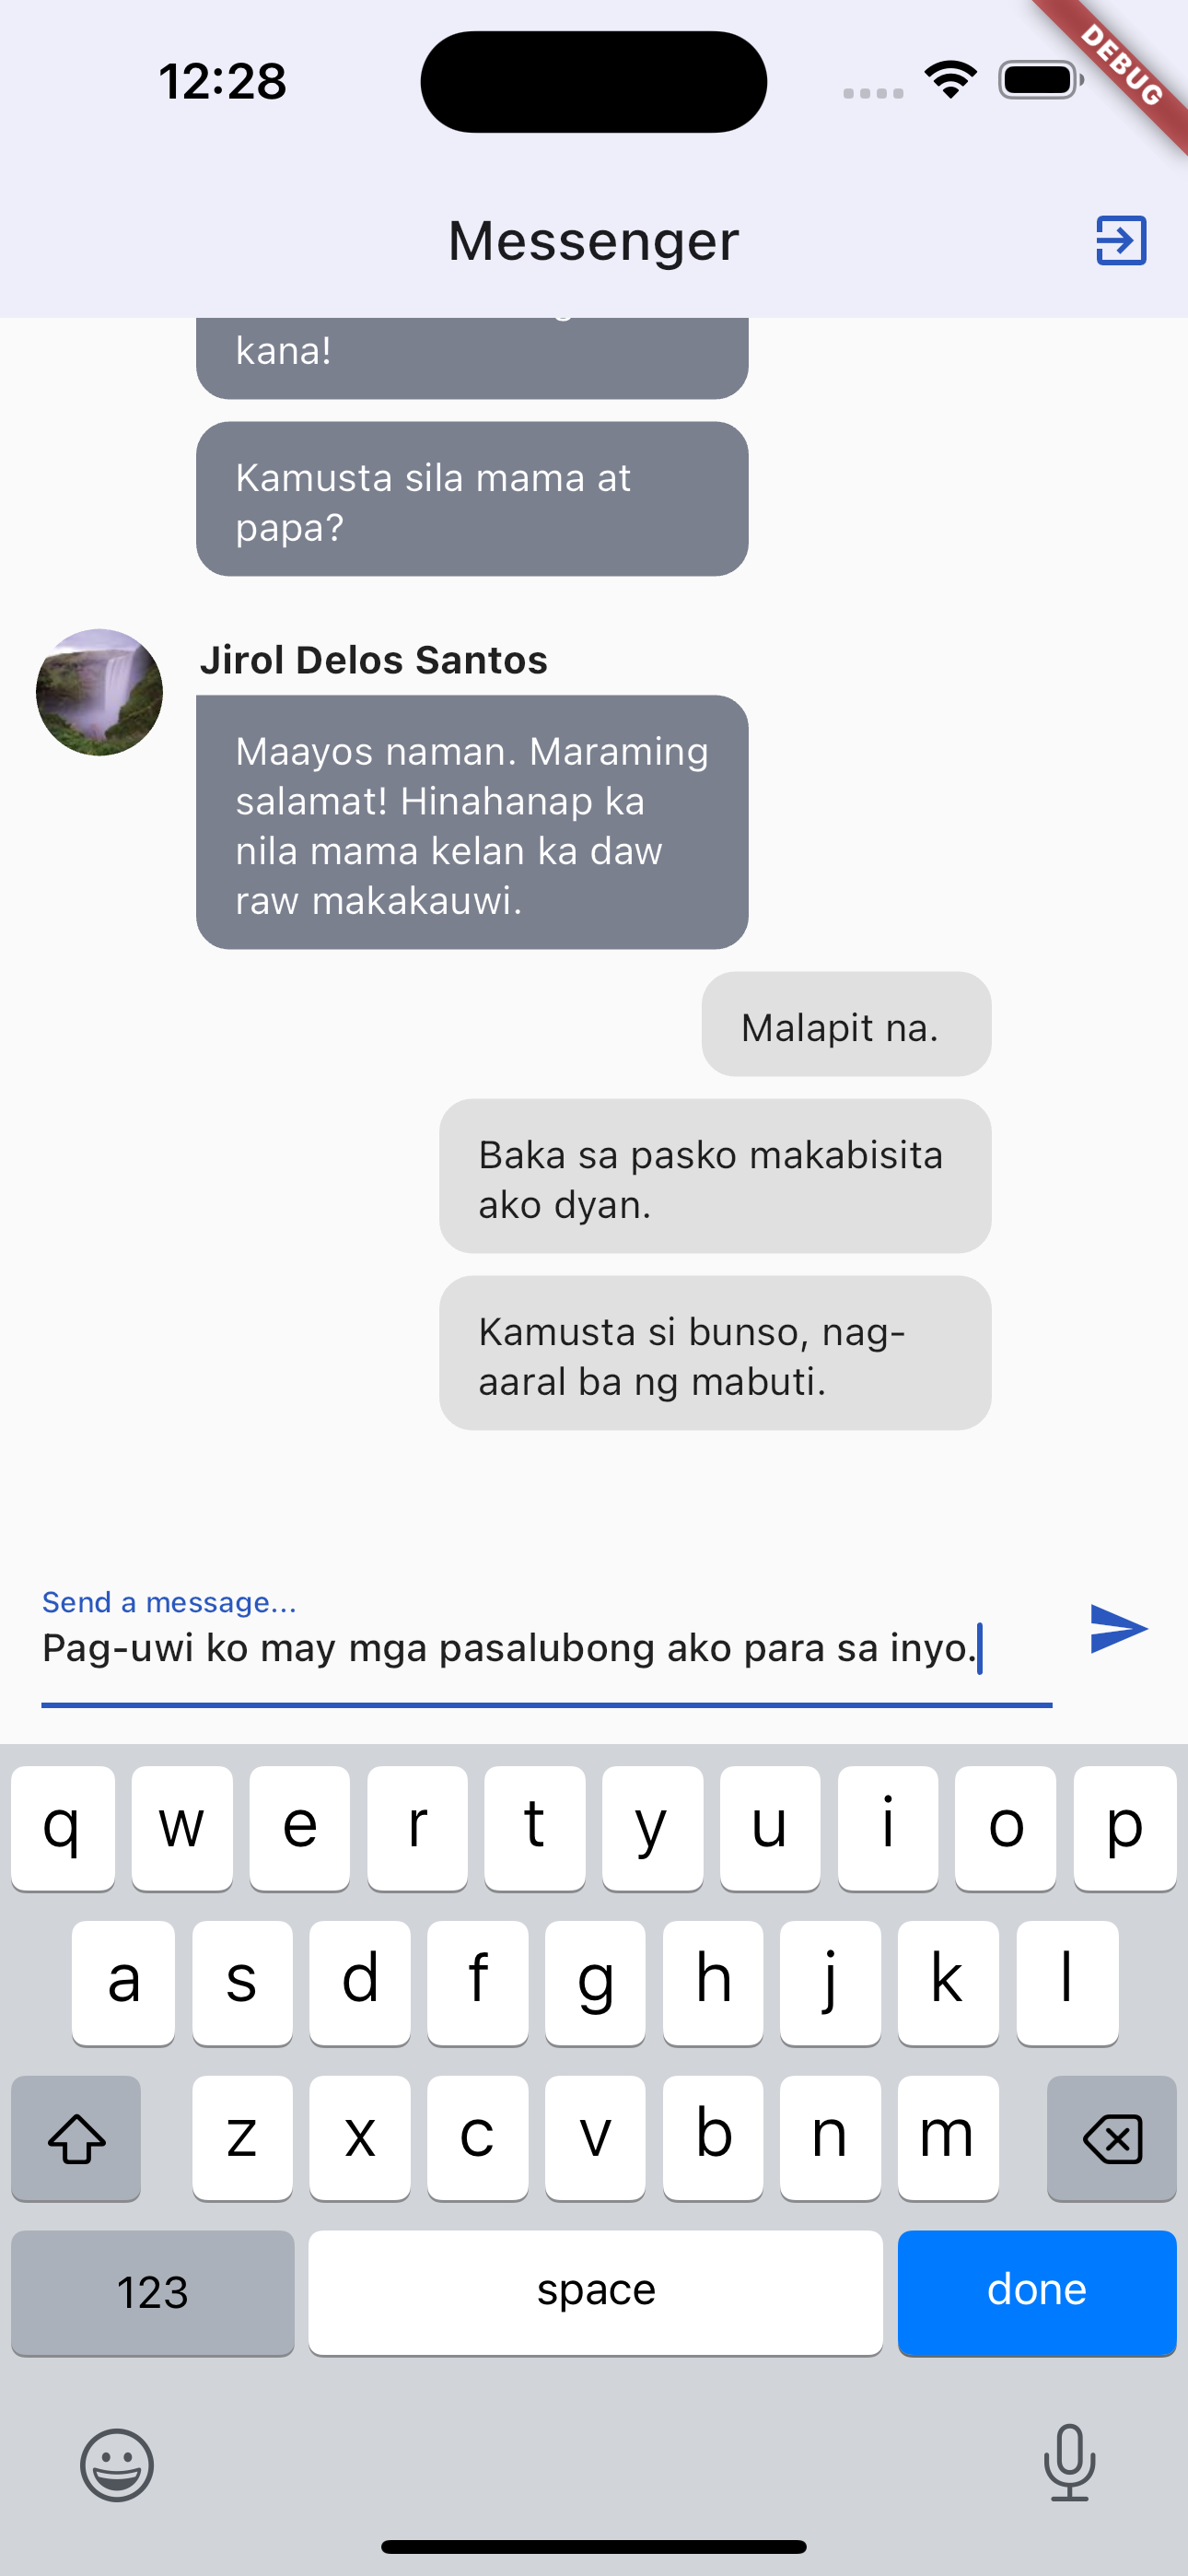 12:28
DEBUG
Messenger
kana!
Kamusta sila mama at
papa?
Jirol Delos Santos
Maayos naman. Maraming
salamat! Hinahanap ka
nila mama kelan ka daw
raw makakauwi.
Malapit na.
Baka sa pasko makabisita
ako dyan.
Kamusta si bunso, nag-
aaral ba ng mabuti.
Send a message...
Pag-uwi ko may mga pasalubong ako para sa inyo.
q w e r t y u i o p
a s d f g h j k l
z x c v b n m
123 space done